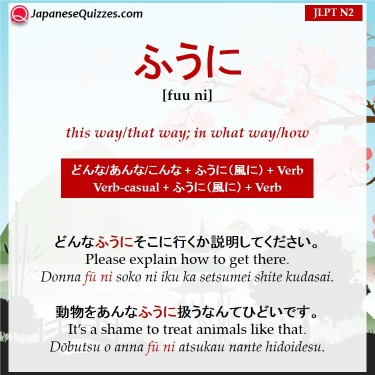 JapaneseQuizzes.com
JLPT N2
ふうに
[fuu ni]
this way/that way; in what way/how
どんな/あんな/こんな + ふうに(風に) + Verb
Verb-casual + ふうに(風に) + Verb
どんなふうにそこに行くか説明してください。
Please explain how to get there.
Donna fū ni soko ni iku ka setsumei shite kudasai.
動物をあんなふうに扱うなんてひどいです。
It's a shame to treat animals like that.
Dōbutsu o anna fū ni atsukau nante hidoidesu.